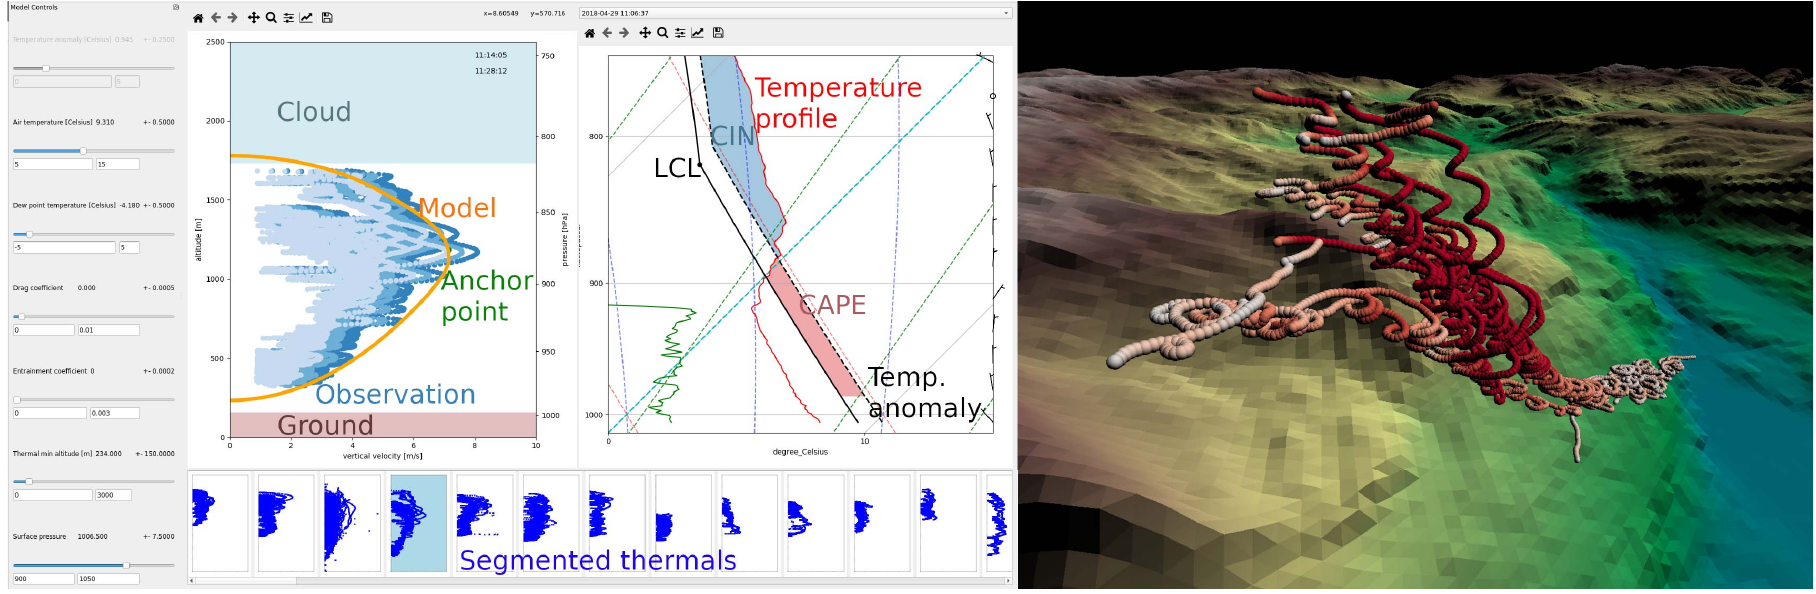 Model Controls
Temperature anomaly [Celsius] 0.945 +- 0.2500
0 5
Air temperature [Celsius] 9.310 +- 0.5000
5 15
Dew point temperature [Celsius] -4.180 +- 0.5000
-5 5
Drag coefficient 0.000 +- 0.0005
0 0.01
Entrainment coefficient 0 +- 0.0002
0 0.003
Thermal min altitude [m] 234.000 +- 150.0000
0 3000
Surface pressure 1006.500 +- 7.5000
900 1050
x=8.60549 y=570.716
2500
2000
1500
1000
500
0
altitude [m]
11:14:05
11:28:12
Cloud
Model
Anchor
point
Observation
Ground
750
800
850
900
950
1000
pressure [hPa]
0 2 4 6 8 10
vertical velocity [m/s]
2018-04-29 11:06:37
Temperature
profile
CIN
LCL
CAPE
Temp.
anomaly
800
900
1000
0 10
degree_Celsius
Segmented thermals